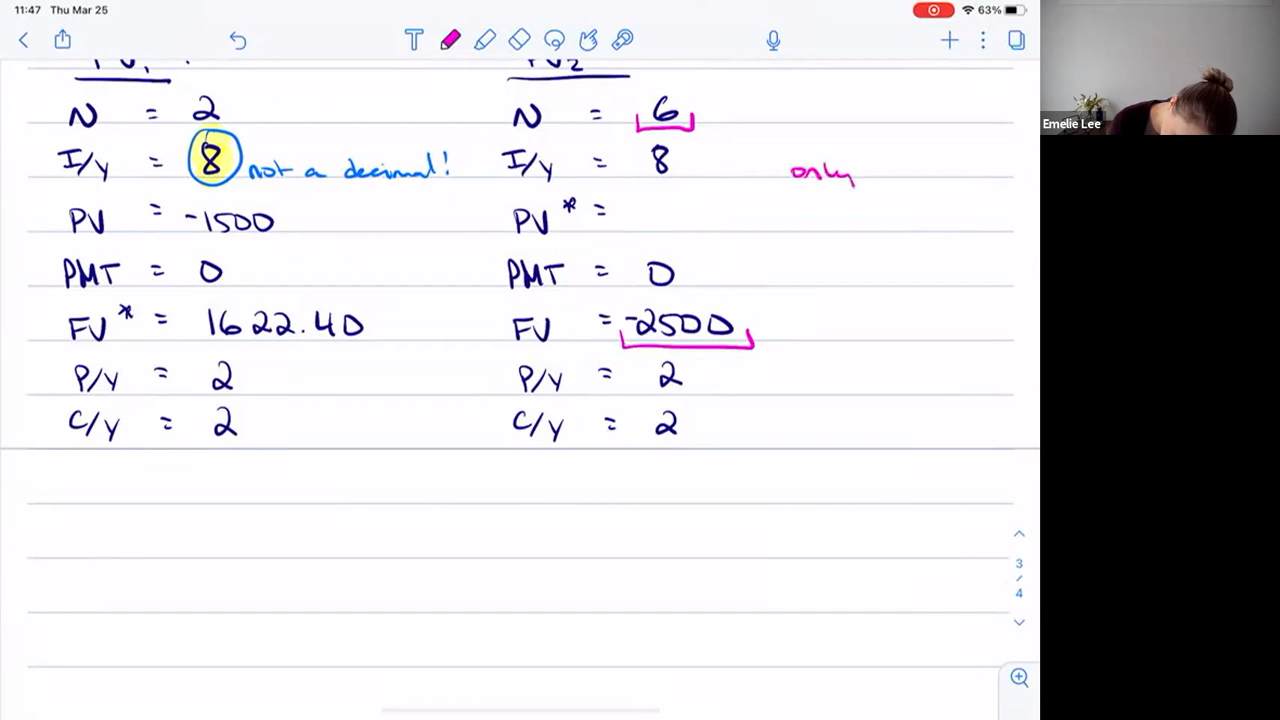 11:47 Thu Mar 25
63%
N = 2
I/Y = 8 not a decimal!
PV = -1500
PMT = 0
FV* = 1622.40
P/Y = 2
C/Y = 2
N = 6
I/Y = 8
only
PV* =
PMT = 0
FV = -2500
P/Y = 2
C/Y = 2
T
3
/
4
Emelie Lee